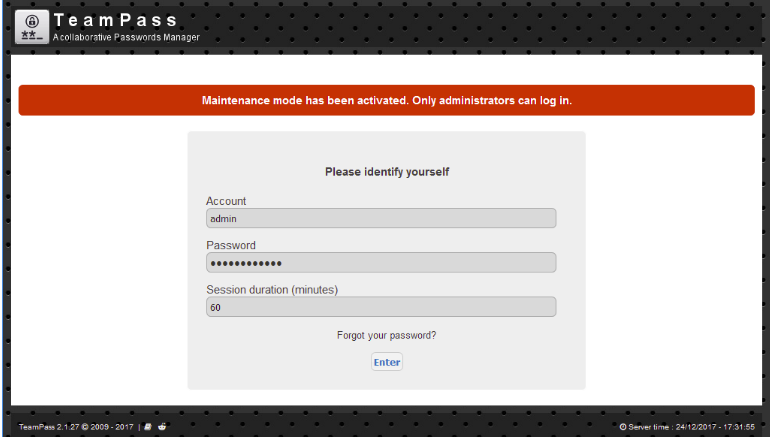 TeamPass
**_
A collaborative Passwords Manager
Maintenance mode has been activated. Only administrators can log in.
Please identify yourself
Account
admin
Password
••••••••••••
Session duration (minutes)
60
Forgot your password?
Enter
TeamPass 2.1.27 © 2009 - 2017 |
Server time : 24/12/2017 - 17:31:55